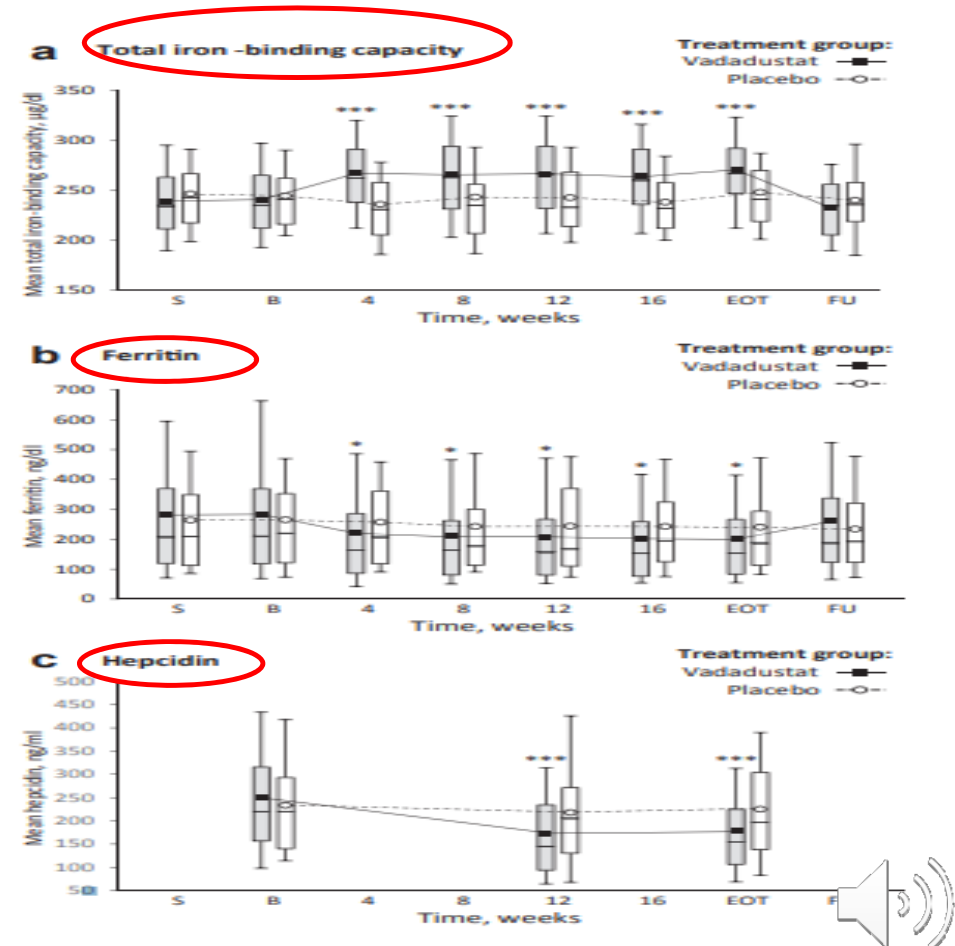 a Total iron -binding capacity
Treatment group:
Vadadustat
Placebo
Mean total iron-binding capacity, µg/dl
350
300
250
200
150
*** *** *** *** ***
S B 4 8 12 16 EOT FU
Time, weeks
b Ferritin
Treatment group:
Vadadustat
Placebo
Mean ferritin, ng/dl
700
600
500
400
300
200
100
0
* * * * *
S B 4 8 12 16 EOT FU
Time, weeks
c Hepcidin
Treatment group:
Vadadustat
Placebo
Mean hepcidin, ng/ml
500
450
400
350
300
250
200
150
100
50
*** ***
S B 4 8 12 16 EOT F
Time, weeks